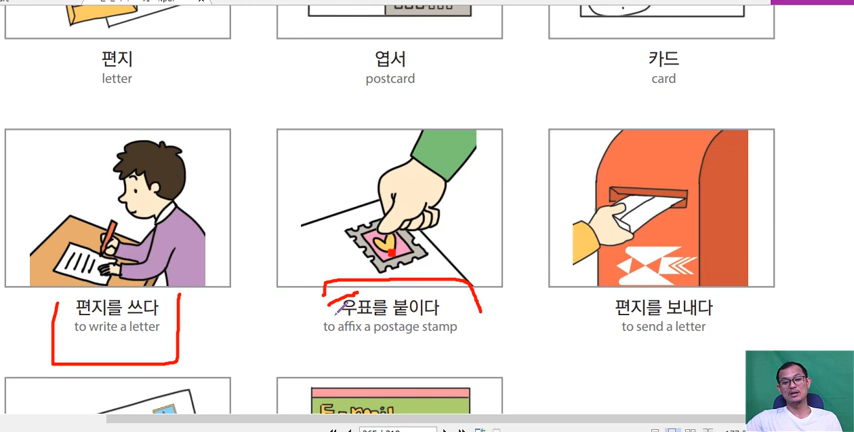 편지
letter
엽서
postcard
카드
card
편지를 쓰다
to write a letter
우표를 붙이다
to affix a postage stamp
편지를 보내다
to send a letter